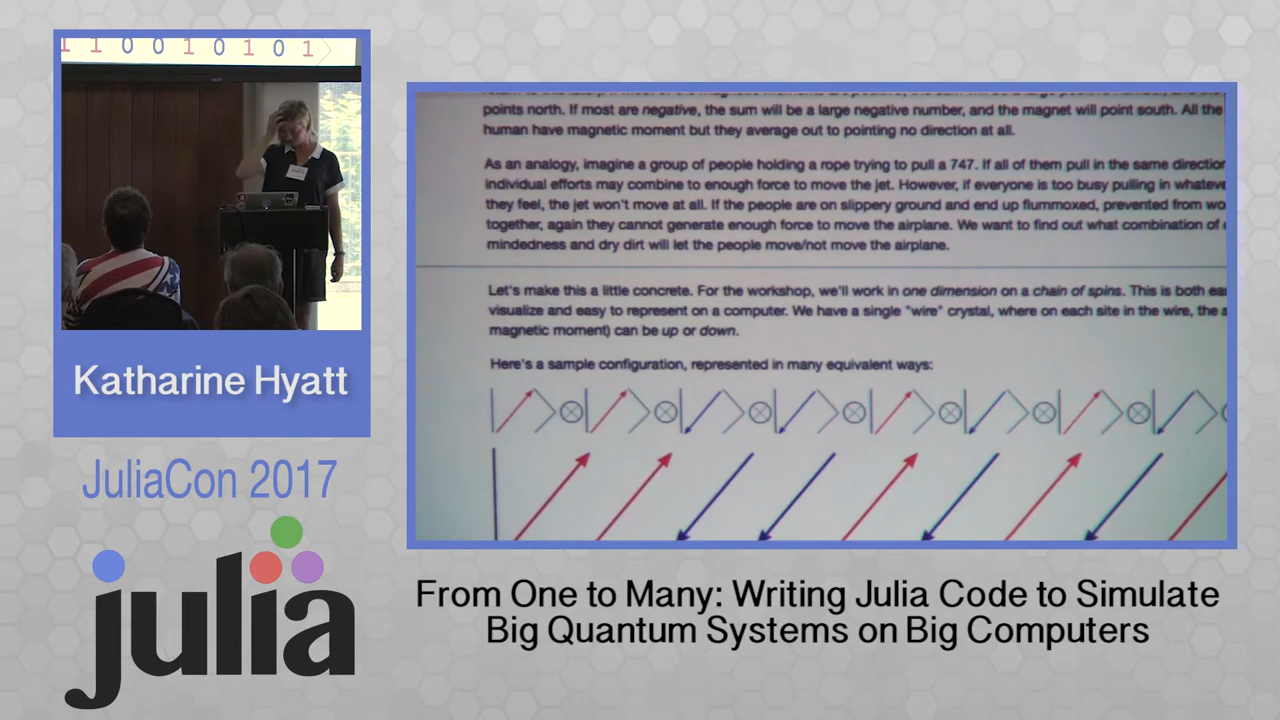 1 1 0 0 1 0 1 0 1
Katharine Hyatt
JuliaCon 2017
julia
points north. If most are negative, the sum will be a large negative number, and the magnet will point south. All the
human have magnetic moment but they average out to pointing no direction at all.
As an analogy, imagine a group of people holding a rope trying to pull a 747. If all of them pull in the same direction
individual efforts may combine to enough force to move the jet. However, if everyone is too busy pulling in whateve
they feel, the jet won't move at all. If the people are on slippery ground and end up flummoxed, prevented from wo
together, again they cannot generate enough force to move the airplane. We want to find out what combination of
mindedness and dry dirt will let the people move/not move the airplane.
Let's make this a little concrete. For the workshop, we'll work in one dimension on a chain of spins. This is both eas
visualize and easy to represent on a computer. We have a single "wire" crystal, where on each site in the wire, the s
magnetic moment) can be up or down.
Here's a sample configuration, represented in many equivalent ways:
From One to Many: Writing Julia Code to Simulate
Big Quantum Systems on Big Computers